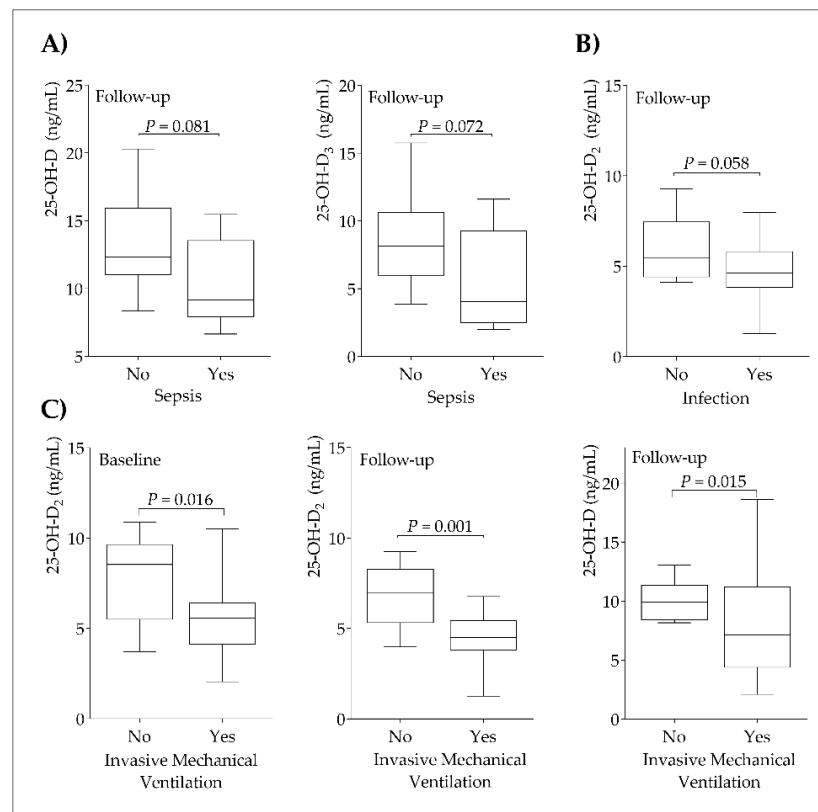 A)
25-OH-D (ng/mL)
25
20
15
10
5
Follow-up
P = 0.081
No Yes
Sepsis
25-OH-D3 (ng/mL)
20
15
10
5
0
Follow-up
P = 0.072
No Yes
Sepsis
B)
25-OH-D2 (ng/mL)
15
10
5
0
Follow-up
P = 0.058
No Yes
Infection
C)
25-OH-D2 (ng/mL)
15
10
5
0
Baseline
P = 0.016
No Yes
Invasive Mechanical
Ventilation
25-OH-D2 (ng/mL)
15
10
5
0
Follow-up
P = 0.001
No Yes
Invasive Mechanical
Ventilation
25-OH-D (ng/mL)
20
15
10
5
0
Follow-up
P = 0.015
No Yes
Invasive Mechanical
Ventilation